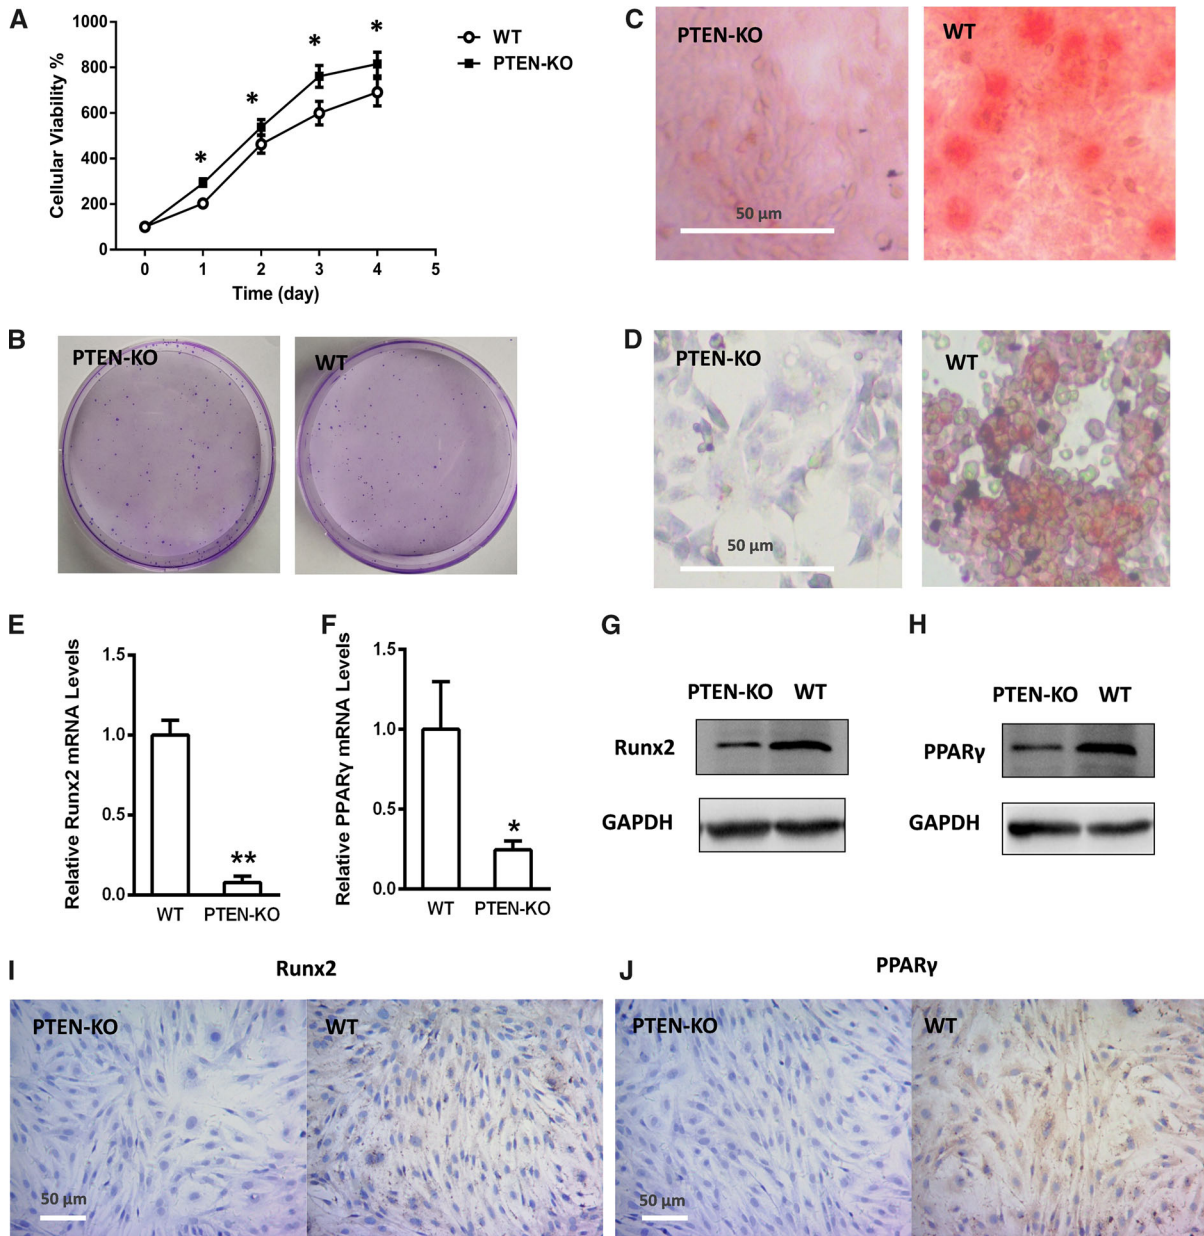 A
1000
800
600
400
200
0
Cellular Viability %
0 1 2 3 4 5
Time (day)
* * * *
WT
PTEN-KO
B
PTEN-KO WT
C
PTEN-KO WT
50 μm
D
PTEN-KO WT
50 μm
E
Relative Runx2 mRNA Levels
1.5
1.0
0.5
0.0
**
WT PTEN-KO
F
Relative PPARγ mRNA Levels
1.5
1.0
0.5
0.0
*
WT PTEN-KO
G
PTEN-KO WT
Runx2
GAPDH
H
PTEN-KO WT
PPARγ
GAPDH
I
Runx2
PTEN-KO WT
50 μm
J
PPARγ
PTEN-KO WT
50 μm